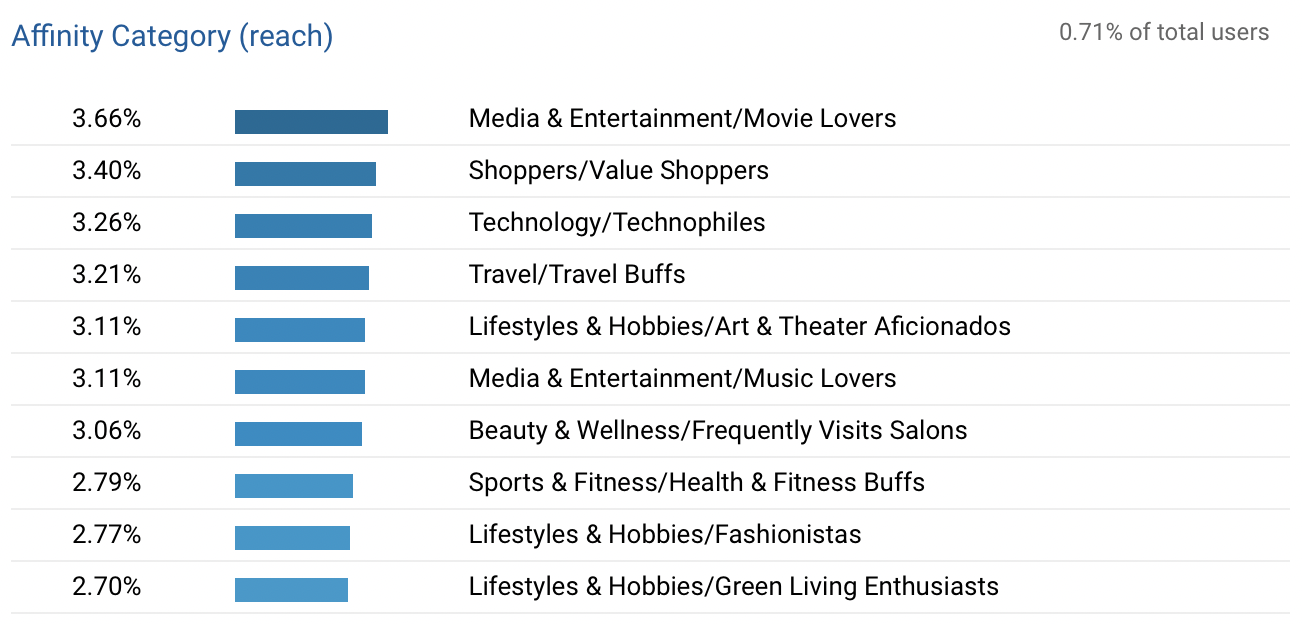 Affinity Category (reach) 0.71% of total users
3.66% Media & Entertainment/Movie Lovers
3.40% Shoppers/Value Shoppers
3.26% Technology/Technophiles
3.21% Travel/Travel Buffs
3.11% Lifestyles & Hobbies/Art & Theater Aficionados
3.11% Media & Entertainment/Music Lovers
3.06% Beauty & Wellness/Frequently Visits Salons
2.79% Sports & Fitness/Health & Fitness Buffs
2.77% Lifestyles & Hobbies/Fashionistas
2.70% Lifestyles & Hobbies/Green Living Enthusiasts